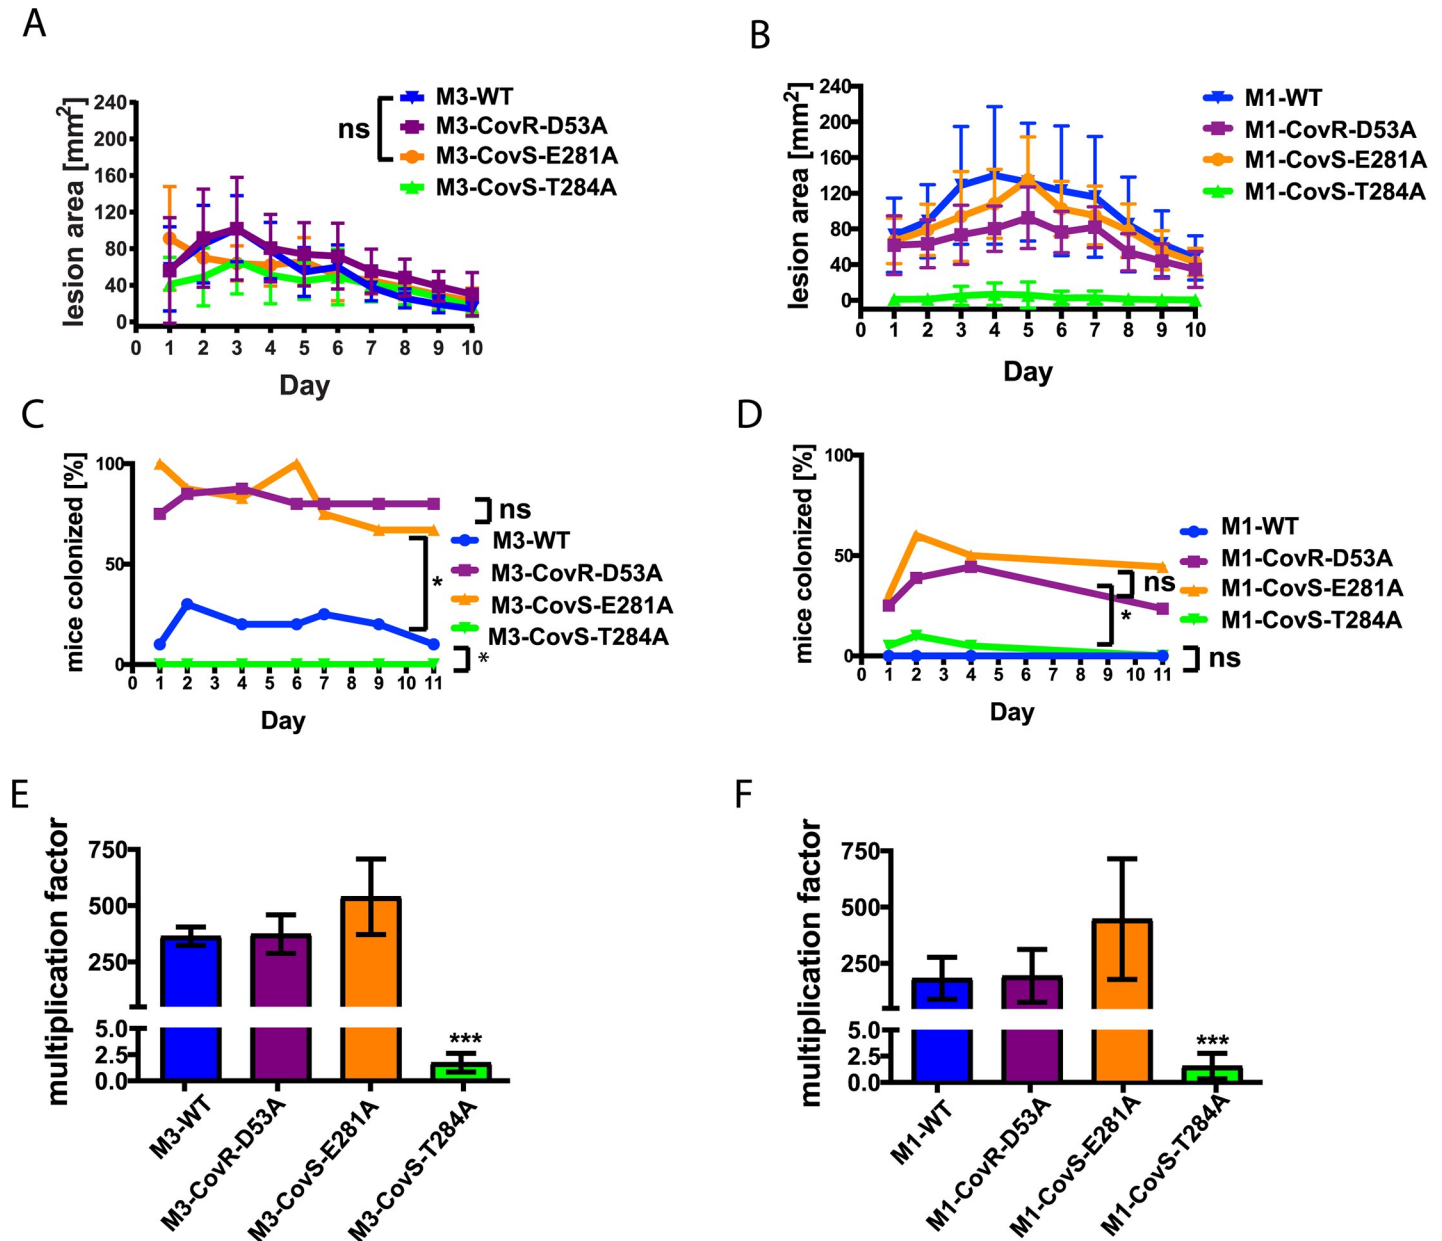 A
lesion area [mm2]
240
200
160
120
80
40
0
0 1 2 3 4 5 6 7 8 9 10
Day
ns
M3-WT
M3-CovR-D53A
M3-CovS-E281A
M3-CovS-T284A
B
lesion area [mm2]
240
200
160
120
80
40
0
0 1 2 3 4 5 6 7 8 9 10
Day
M1-WT
M1-CovR-D53A
M1-CovS-E281A
M1-CovS-T284A
C
mice colonized [%]
100
50
0
0 1 2 3 4 5 6 7 8 9 10 11
Day
ns
M3-WT
M3-CovR-D53A
*
M3-CovS-E281A
M3-CovS-T284A
*
D
mice colonized [%]
100
50
0
0 1 2 3 4 5 6 7 8 9 10 11
Day
M1-WT
M1-CovR-D53A
ns
M1-CovS-E281A
*
M1-CovS-T284A
ns
E
multiplication factor
750
500
250
5.0
2.5
0.0
***
M3-WT
M3-CovR-D53A
M3-CovS-E281A
M3-CovS-T284A
F
multiplication factor
750
500
250
5.0
2.5
0.0
***
M1-WT
M1-CovR-D53A
M1-CovS-E281A
M1-CovS-T284A